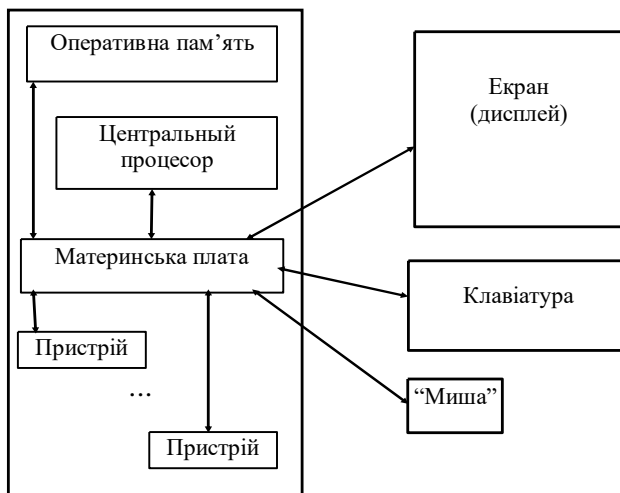 Оперативна пам’ять
Центральный
процесор
Материнська плата
Пристрій
…
Пристрій
Екран
(дисплей)
Клавіатура
“Миша”